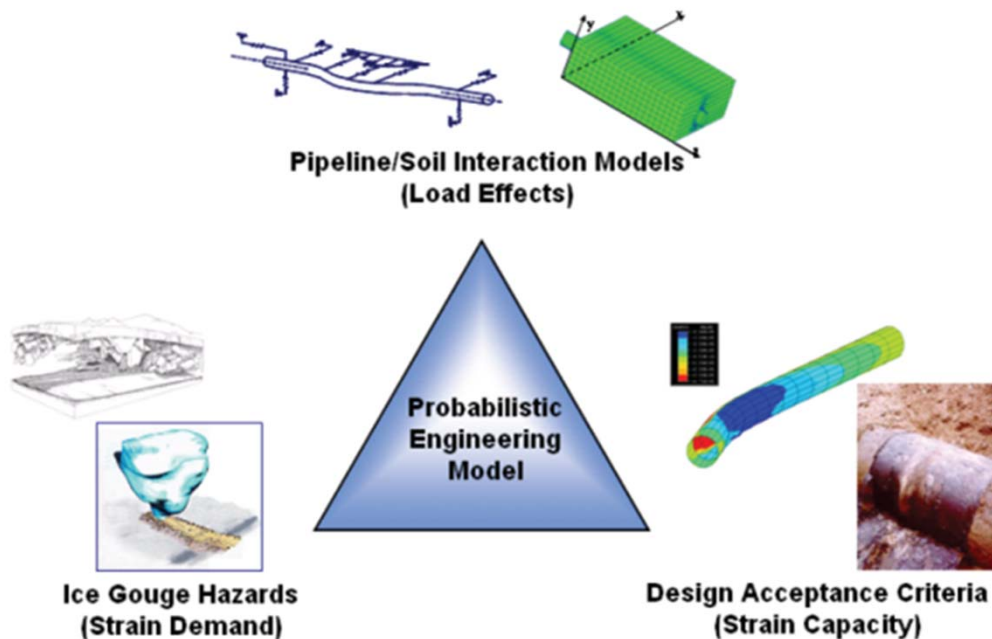 Pipeline/Soil Interaction Models
(Load Effects)
Probabilistic
Engineering
Model
Ice Gouge Hazards
(Strain Demand)
Design Acceptance Criteria
(Strain Capacity)